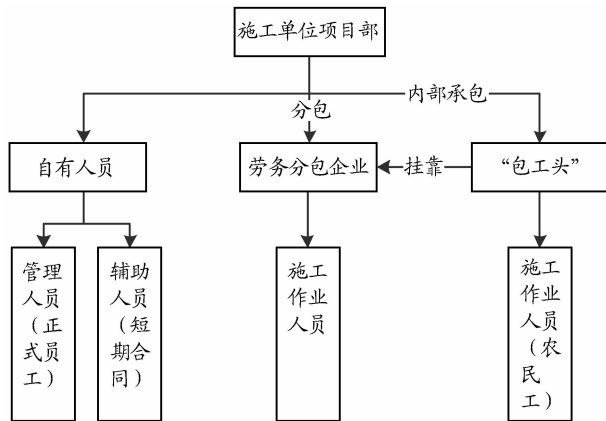 施工单位项目部
内部承包
分包
自有人员
劳务分包企业
挂靠
“包工头”
管理
人员
（正
式员
工）
辅助
人员
（短
期合
同）
施工
作业
人员
施工
作业
人员
（农
民
工）